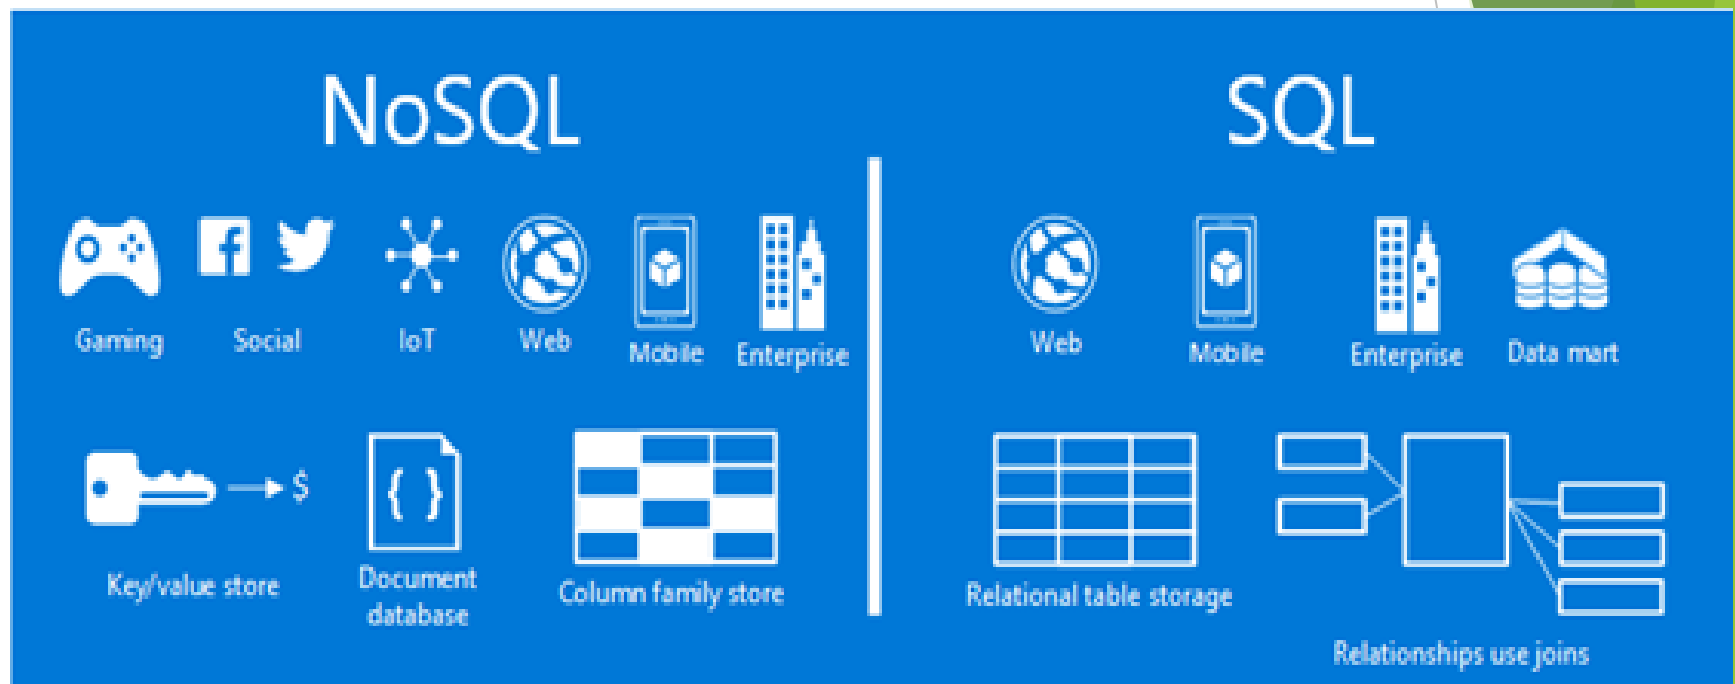 NoSQL
SQL
Gaming
Social
IoT
Web
Mobile
Enterprise
Web
Mobile
Enterprise
Data mart
$
{ }
Key/value store
Document
database
Column family store
Relational table storage
Relationships use joins